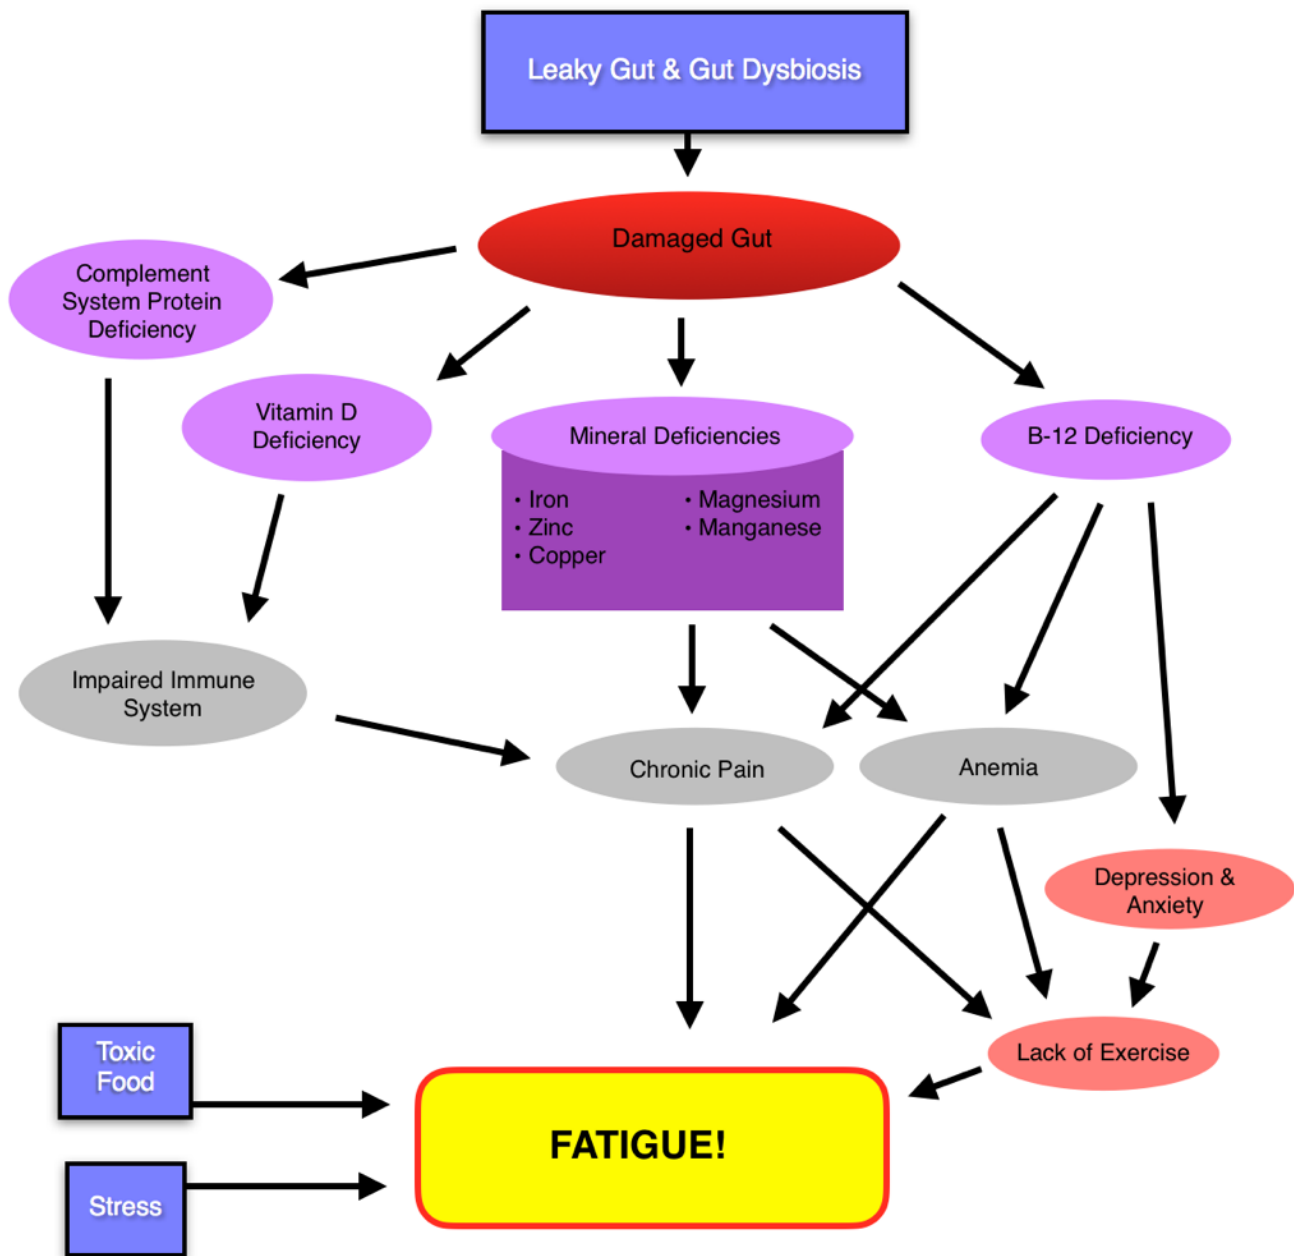 Leaky Gut & Gut Dysbiosis
Damaged Gut
Complement
System Protein
Deficiency
Vitamin D
Deficiency
Mineral Deficiencies
B-12 Deficiency
• Iron
• Zinc
• Copper
• Magnesium
• Manganese
Impaired Immune
System
Chronic Pain
Anemia
Depression &
Anxiety
Lack of Exercise
Toxic
Food
FATIGUE!
Stress